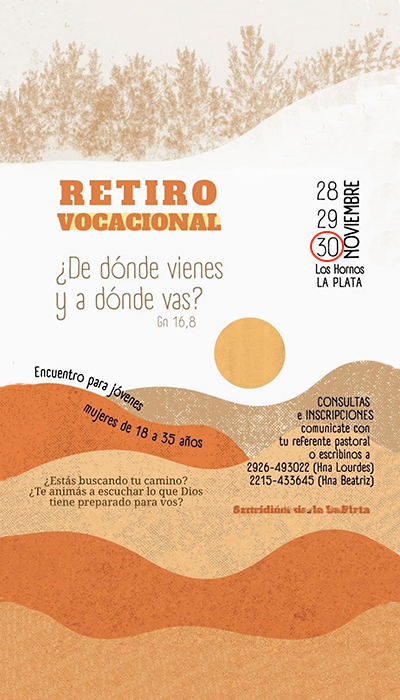 RETIRO
VOCACIONAL
¿De dónde vienes
y a dónde vas?
Gn 16,8
28
29
30
NOVIEMBRE
Los Hornos
LA PLATA
Encuentro para jóvenes
mujeres de 18 a 35 años
¿Estás buscando tu camino?
¿Te animás a escuchar lo que Dios
tiene preparado para vos?
CONSULTAS
e INSCRIPCIONES
comunicate con
tu referente pastoral
o escribinos a
2926-493022 (Hna Lourdes)
2215-433645 (Hna Beatriz)